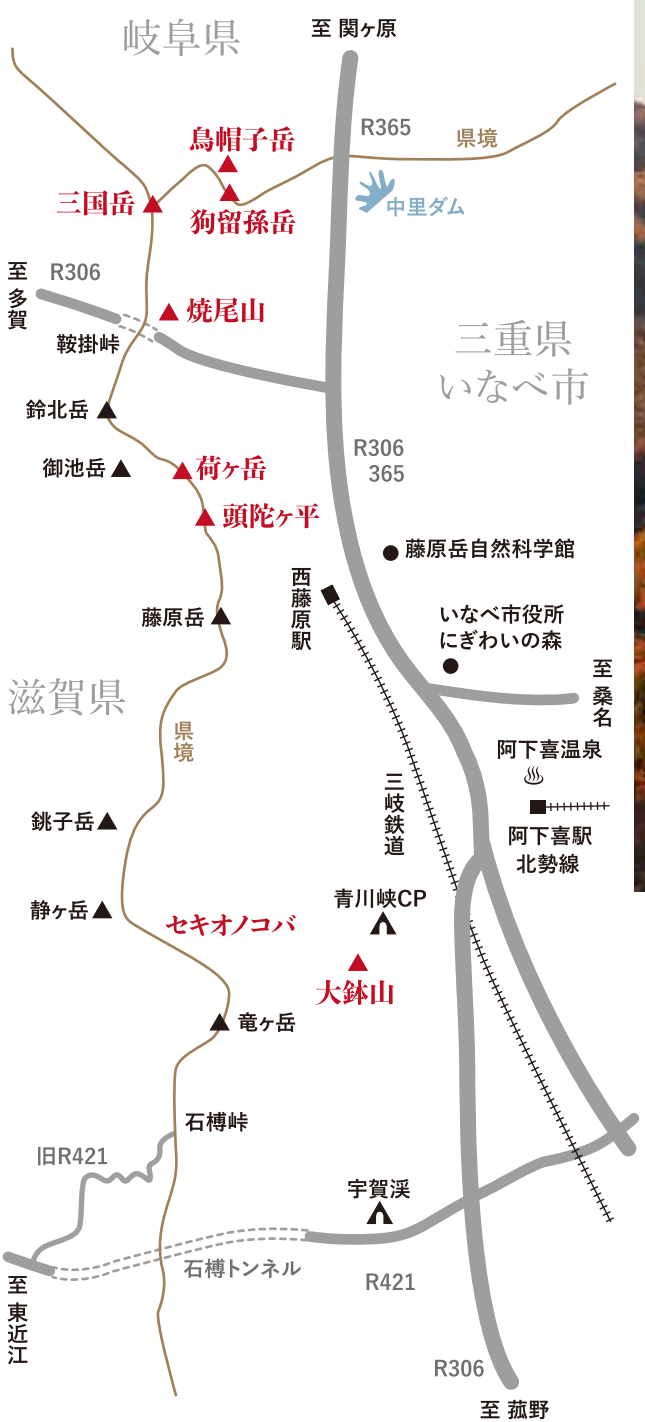 岐阜県
至 関ヶ原
R365
県境
烏帽子岳
三国岳
狗留孫岳
中里ダム
至 多賀
R306
焼尾山
鞍掛峠
三重県
いなべ市
鈴北岳
御池岳
荷ヶ岳
R306
365
頭陀ヶ平
藤原岳自然科学館
西藤原駅
藤原岳
いなべ市役所
にぎわいの森
至 桑名
滋賀県
県境
阿下喜温泉
三岐鉄道
銚子岳
阿下喜駅
北勢線
静ヶ岳
セキオノコバ
青川峡CP
大鉢山
竜ヶ岳
石榑峠
旧R421
宇賀渓
石榑トンネル
R421
至 東近江
R306
至 菰野